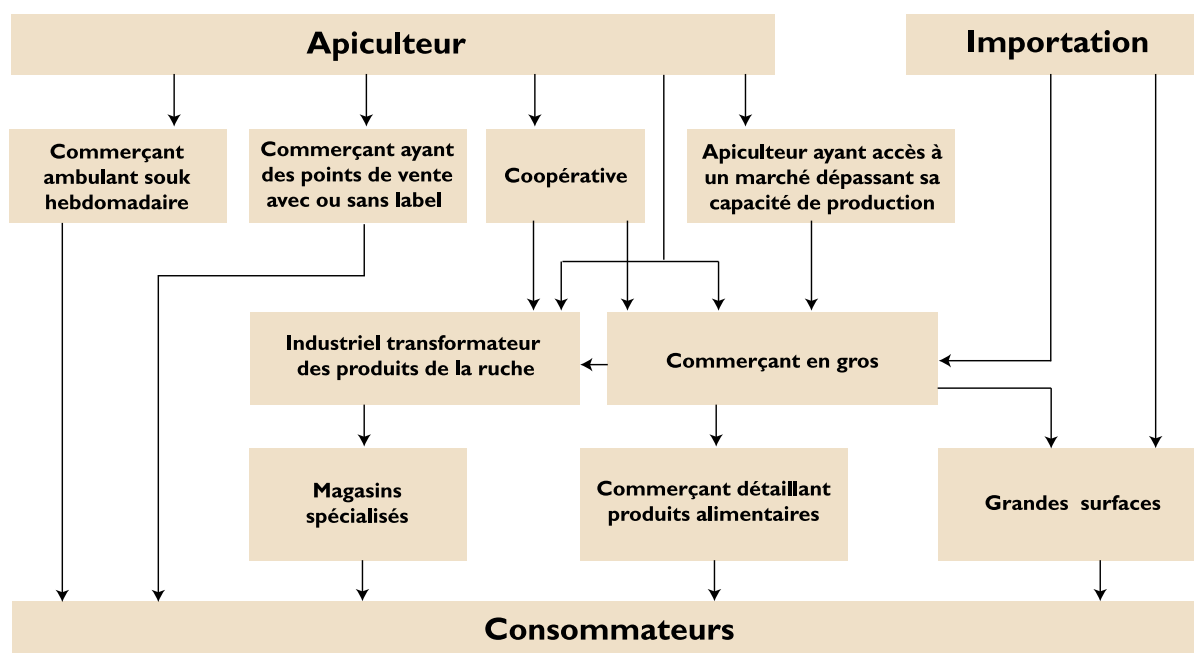 Apiculteur
Importation
Commerçant
ambulant souk
hebdomadaire
Commerçant ayant
des points de vente
avec ou sans label
Coopérative
Apiculteur ayant accès à
un marché dépassant sa
capacité de production
Industriel transformateur
des produits de la ruche
Commerçant en gros
Magasins
spécialisés
Commerçant détaillant
produits alimentaires
Grandes surfaces
Consommateurs